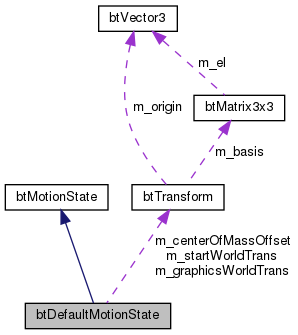 btVector3
m_el
m_origin
btMatrix3x3
m_basis
btMotionState
btTransform
m_centerOfMassOffset
m_startWorldTrans
m_graphicsWorldTrans
btDefaultMotionState